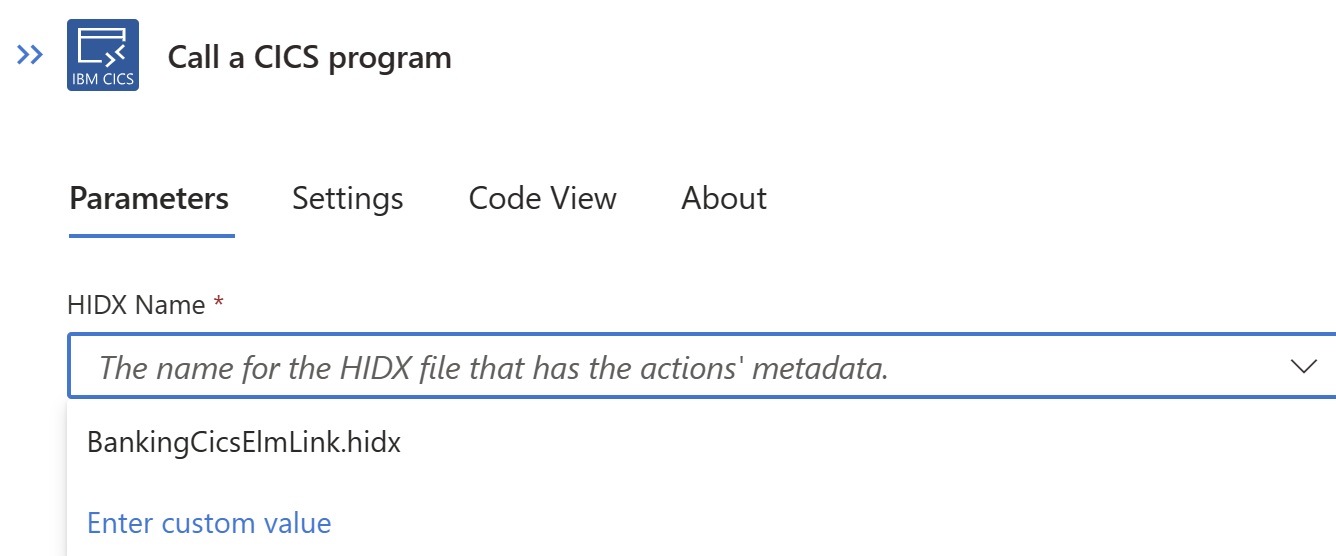 IBM CICS
Call a CICS program
Parameters Settings Code View About
HIDX Name *
The name for the HIDX file that has the actions' metadata.
BankingCicsElmLink.hidx
Enter custom value